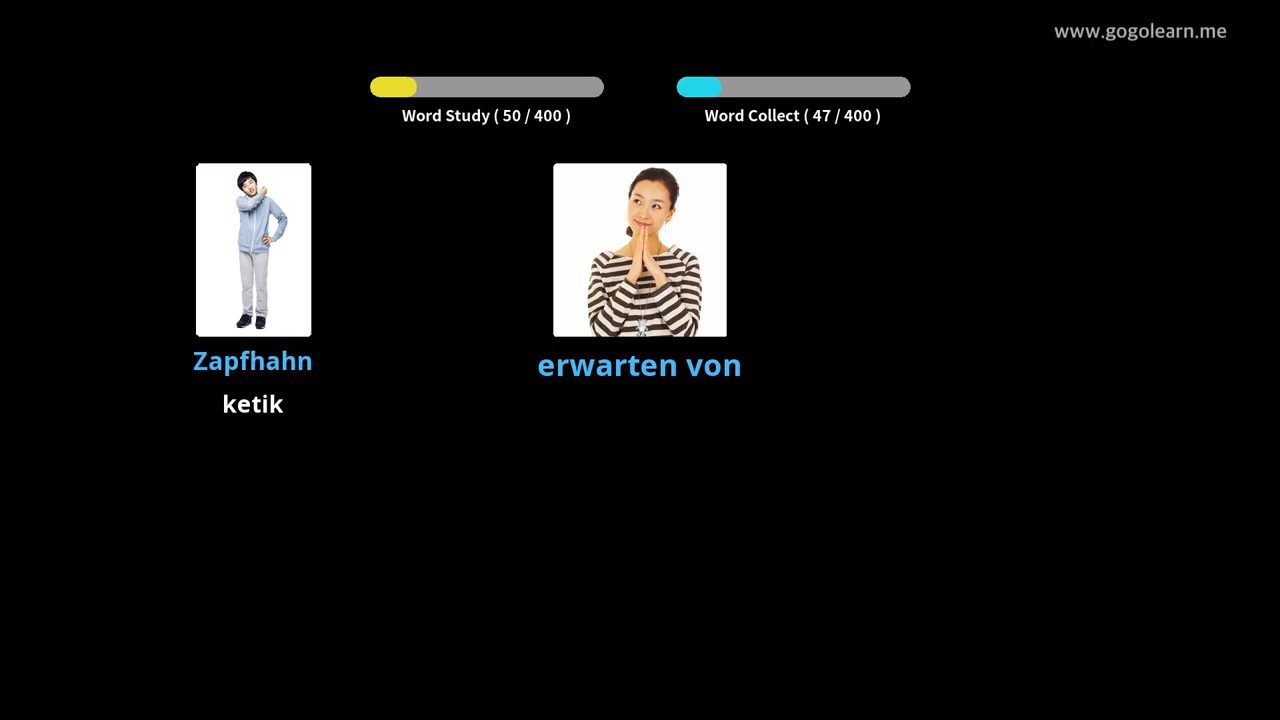 www.gogolearn.me
Word Study ( 50 / 400 )
Word Collect ( 47 / 400 )
Zapfhahn
ketik
erwarten von